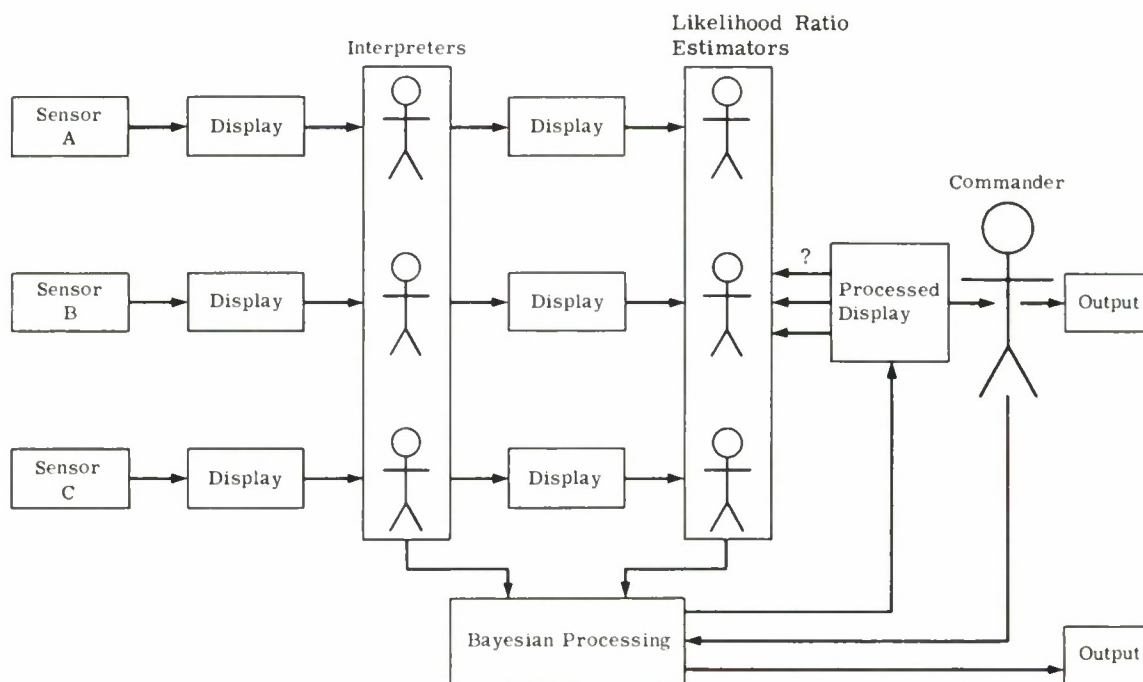 Likelihood Ratio
Estimators
Interpreters
Sensor
A
Display
Display
Commander
Sensor
B
Display
Display
?
Processed
Display
Output
Sensor
C
Display
Display
Bayesian Processing
Output